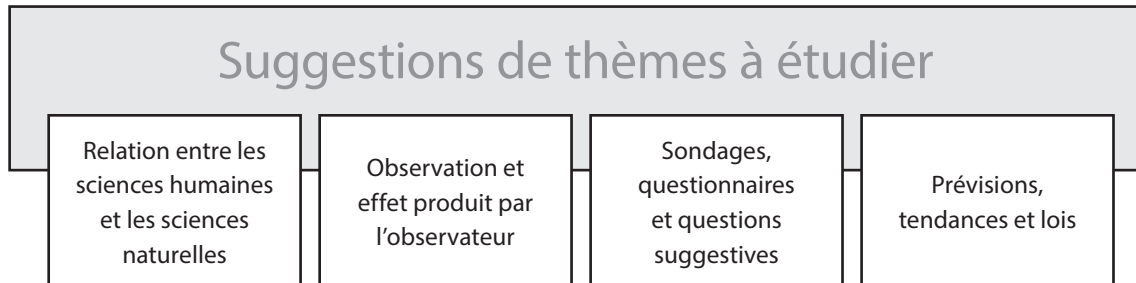 Suggestions de thèmes à étudier
Relation entre les
sciences humaines
et les sciences
naturelles
Observation et
effet produit par
l'observateur
Sondages,
questionnaires
et questions
suggestives
Prévisions,
tendances et lois